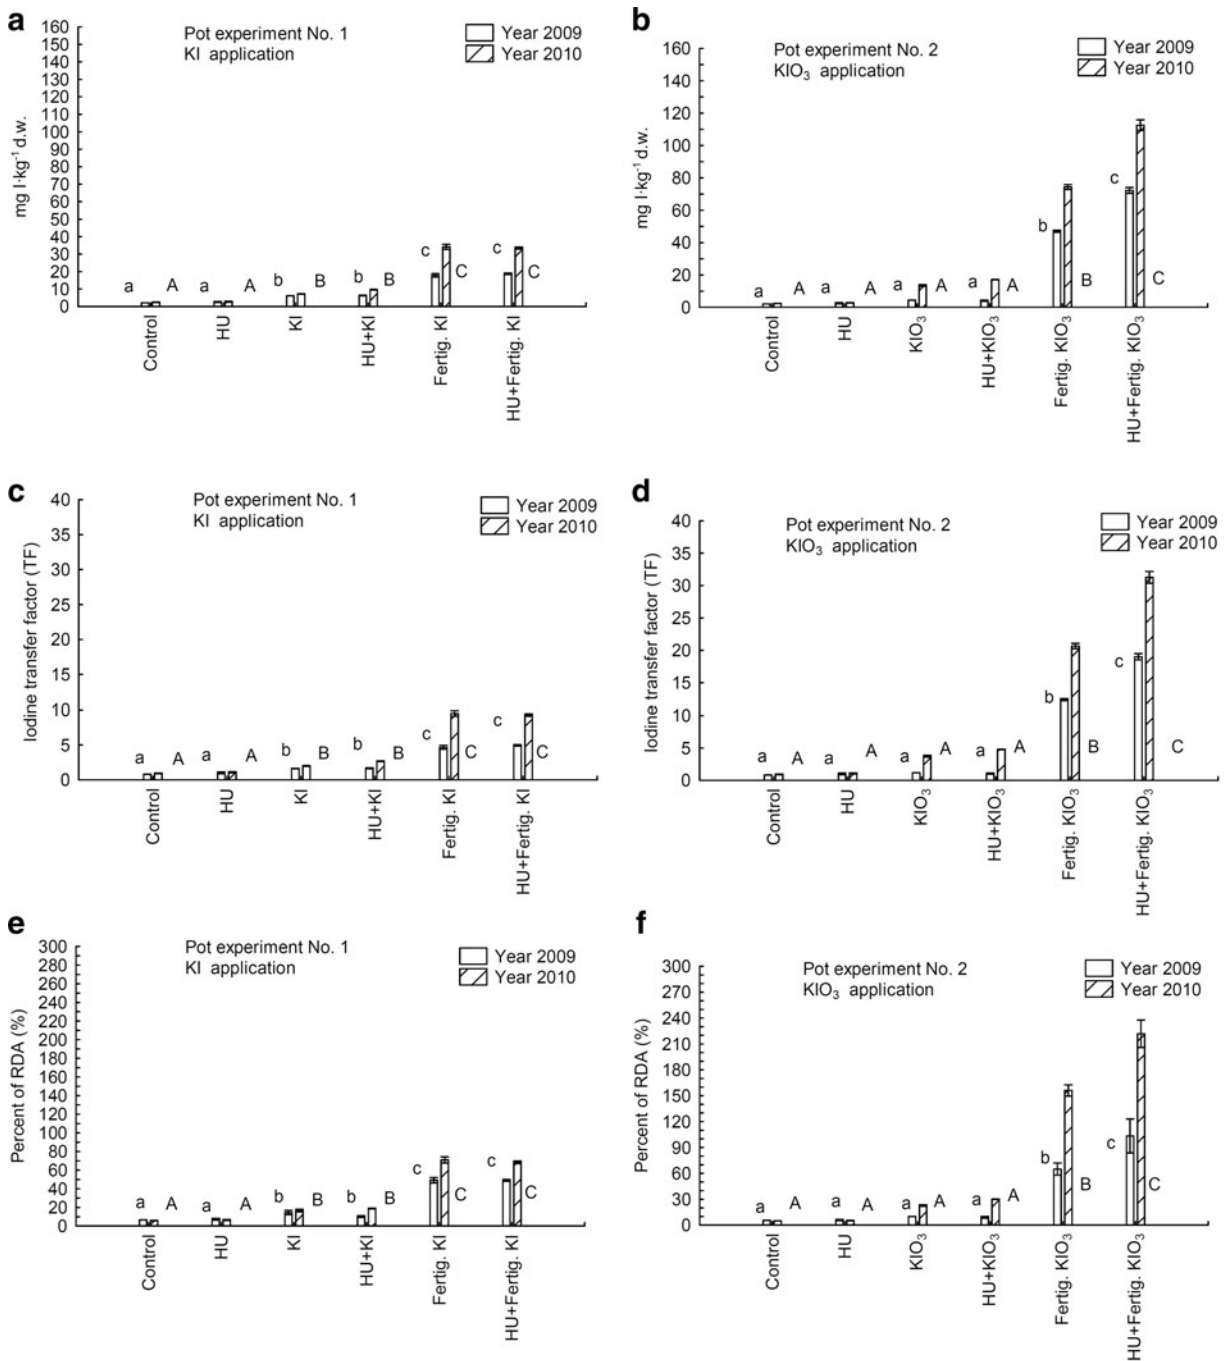 a
Pot experiment No. 1
KI application
Year 2009
Year 2010
mg I·kg⁻¹ d.w.
160
150
140
130
120
110
100
90
80
70
60
50
40
30
20
10
0
a A a A b B b B c C c C
Control
HU
KI
HU+KI
Fertig. KI
HU+Fertig. KI
b
Pot experiment No. 2
KIO₃ application
Year 2009
Year 2010
mg I·kg⁻¹ d.w.
160
140
120
100
80
60
40
20
0
a A a A a A a A b B c C
Control
HU
KIO₃
HU+KIO₃
Fertig. KIO₃
HU+Fertig. KIO₃
c
Pot experiment No. 1
KI application
Year 2009
Year 2010
Iodine transfer factor (TF)
40
35
30
25
20
15
10
5
0
a A a A b B b B c C c C
Control
HU
KI
HU+KI
Fertig. KI
HU+Fertig. KI
d
Pot experiment No. 2
KIO₃ application
Year 2009
Year 2010
Iodine transfer factor (TF)
40
35
30
25
20
15
10
5
0
a A a A a A a A b B c C
Control
HU
KIO₃
HU+KIO₃
Fertig. KIO₃
HU+Fertig. KIO₃
e
Pot experiment No. 1
KI application
Year 2009
Year 2010
Percent of RDA (%)
300
290
280
270
260
240
220
200
190
180
160
140
120
100
80
60
40
20
0
a A a A b B b B c C c C
Control
HU
KI
HU+KI
Fertig. KI
HU+Fertig. KI
f
Pot experiment No. 2
KIO₃ application
Year 2009
Year 2010
Percent of RDA (%)
300
270
240
210
180
150
120
90
60
30
0
a A a A a A a A b B c C
Control
HU
KIO₃
HU+KIO₃
Fertig. KIO₃
HU+Fertig. KIO₃